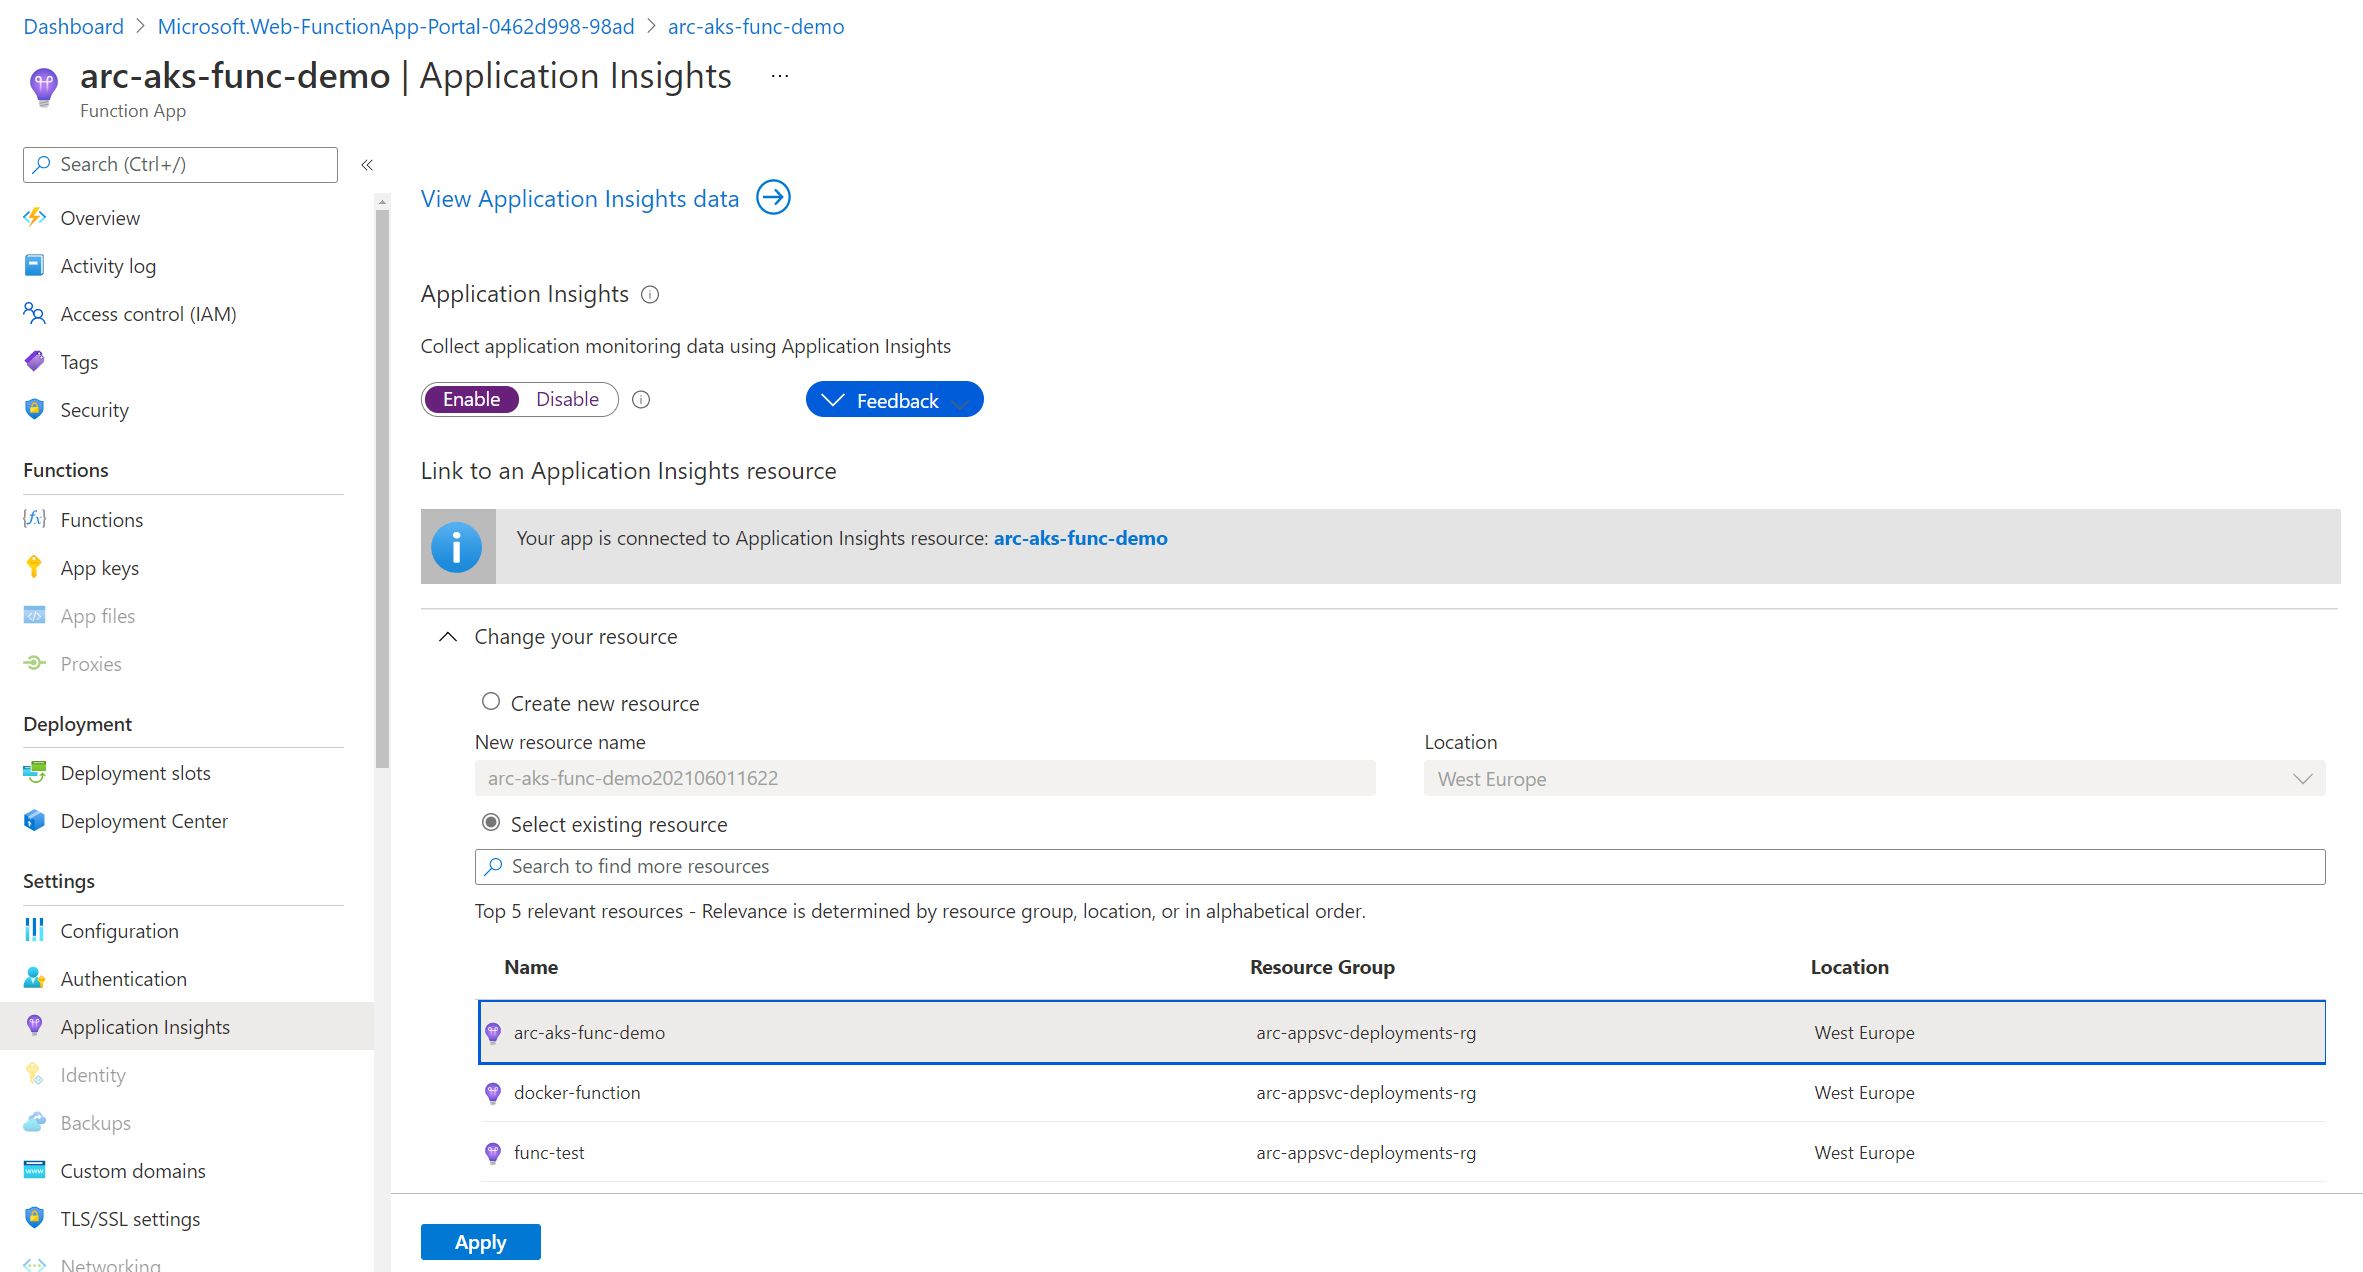 Dashboard > Microsoft.Web-FunctionApp-Portal-0462d998-98ad > arc-aks-func-demo
arc-aks-func-demo | Application Insights ...
Function App
Search (Ctrl+/)
«
Overview
Activity log
Access control (IAM)
Tags
Security
Functions
Functions
App keys
App files
Proxies
Deployment
Deployment slots
Deployment Center
Settings
Configuration
Authentication
Application Insights
Identity
Backups
Custom domains
TLS/SSL settings
Networking
View Application Insights data
Application Insights
Collect application monitoring data using Application Insights
Enable Disable
Feedback
Link to an Application Insights resource
Your app is connected to Application Insights resource: arc-aks-func-demo
Change your resource
Create new resource
New resource name Location
arc-aks-func-demo202106011622 West Europe
Select existing resource
Search to find more resources
Top 5 relevant resources - Relevance is determined by resource group, location, or in alphabetical order.
Name Resource Group Location
arc-aks-func-demo arc-appsvc-deployments-rg West Europe
docker-function arc-appsvc-deployments-rg West Europe
func-test arc-appsvc-deployments-rg West Europe
Apply